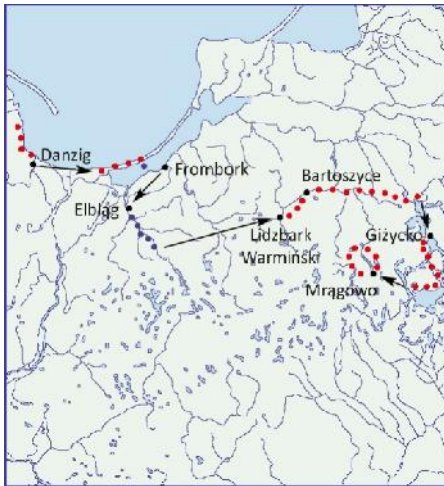 Danzig
Frombork
Bartoszyce
Elbląg
Lidzbark
Warmiński
Giżycko
Mrągowo